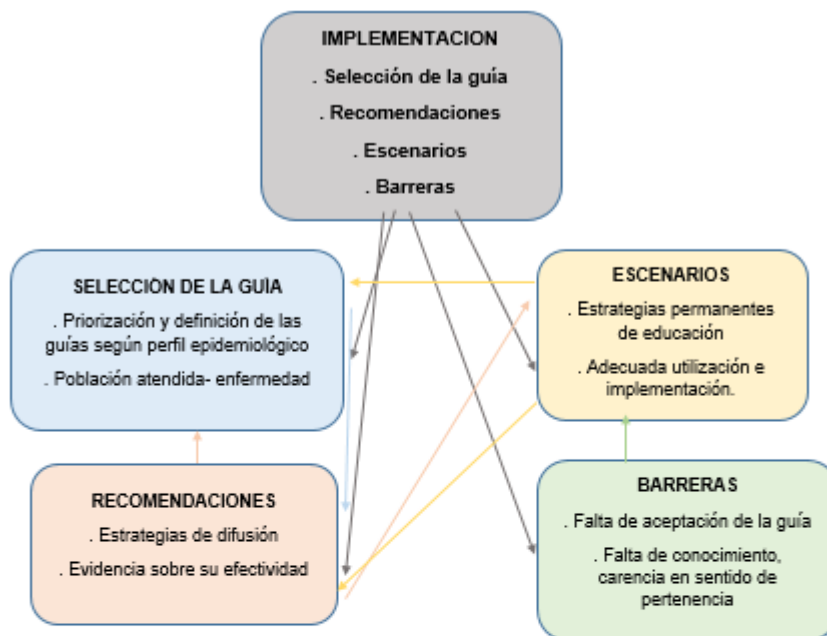 IMPLEMENTACION
. Selección de la guía
. Recomendaciones
. Escenarios
. Barreras
SELECCIÓN DE LA GUÌA
. Priorización y definición de las
guías según perfil epidemiológico
. Población atendida- enfermedad
ESCENARIOS
. Estrategias permanentes
de educación
. Adecuada utilización e
implementación.
RECOMENDACIONES
. Estrategias de difusión
. Evidencia sobre su efectividad
BARRERAS
. Falta de aceptación de la guía
. Falta de conocimiento,
carencia en sentido de
pertenencia